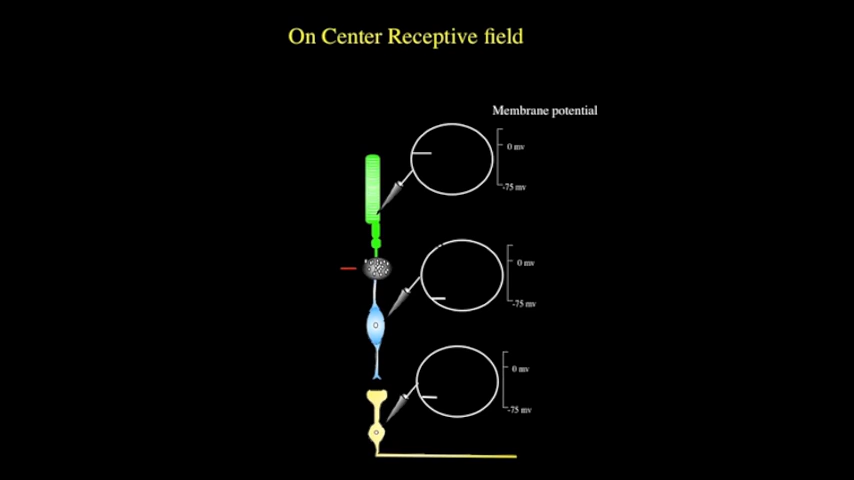 On Center Receptive field
Membrane potential
0 mv
-75 mv
0 mv
-75 mv
0 mv
-75 mv